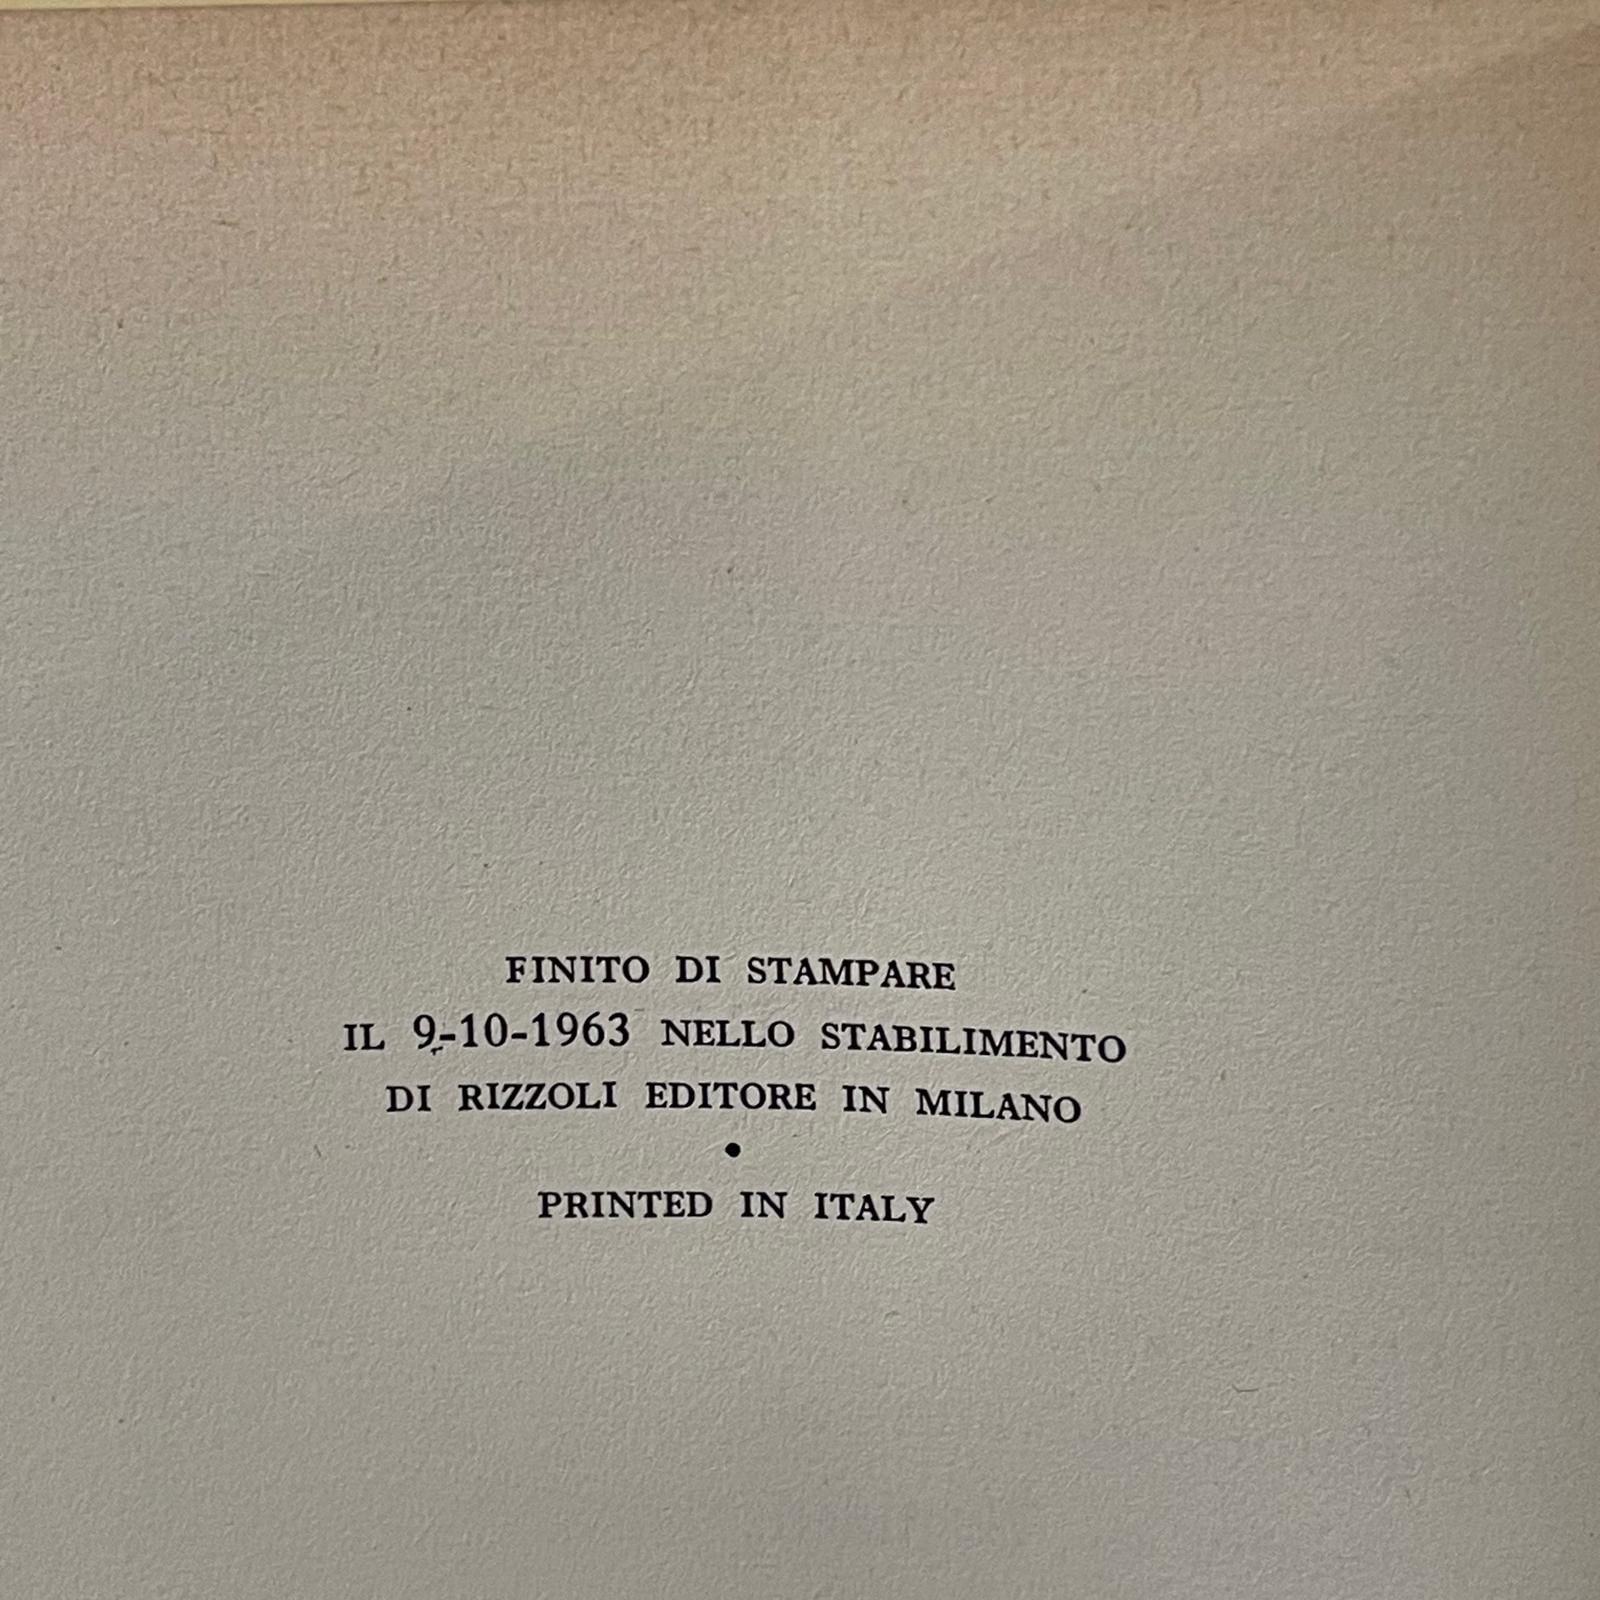 FINITO DI STAMPARE
IL 9-10-1963 NELLO STABILIMENTO
DI RIZZOLI EDITORE IN MILANO
•
PRINTED IN ITALY